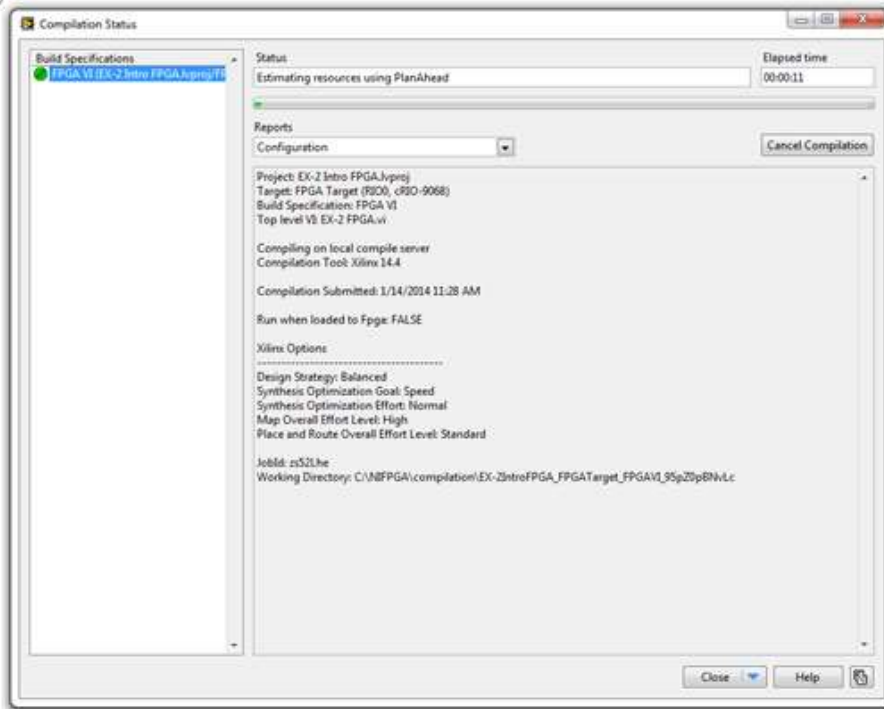 Compilation Status
Build Specifications
FPGA VI (EX-2 Intro FPGA.lvproj/FP
Status
Elapsed time
Estimating resources using PlanAhead
00:00:11
Reports
Configuration
Cancel Compilation
Project: EX-2 Intro FPGA.lvproj
Target: FPGA Target (RIO0, cRIO-9068)
Build Specification: FPGA VI
Top level VI: EX-2 FPGA.vi
Compiling on local compile server
Compilation Tool: Xilinx 14.4
Compilation Submitted: 1/14/2014 11:28 AM
Run when loaded to Fpga: FALSE
Xilinx Options
---------------------------------------
Design Strategy: Balanced
Synthesis Optimization Goal: Speed
Synthesis Optimization Effort: Normal
Map Overall Effort Level: High
Place and Route Overall Effort Level: Standard
JobId:
Working Directory:
Close
Help